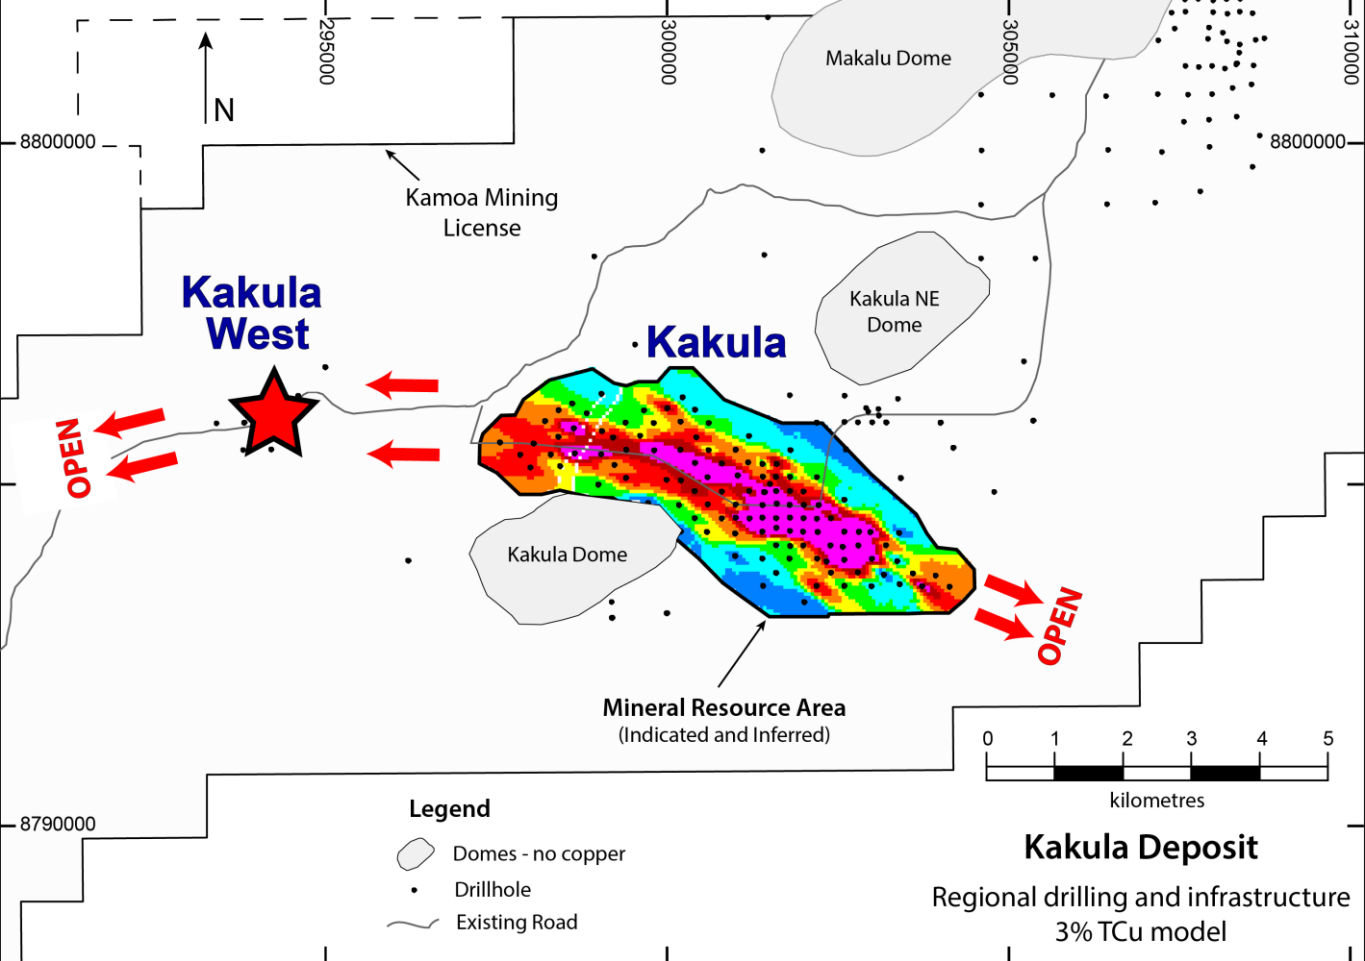 295000
300000
305000
310000
Makalu Dome
N
8800000
8800000
Kamoa Mining
License
Kakula
West
Kakula NE
Dome
Kakula
OPEN
Kakula Dome
OPEN
Mineral Resource Area
(Indicated and Inferred)
0 1 2 3 4 5
kilometres
8790000
Legend
Domes - no copper
Drillhole
Existing Road
Kakula Deposit
Regional drilling and infrastructure
3% TCu model